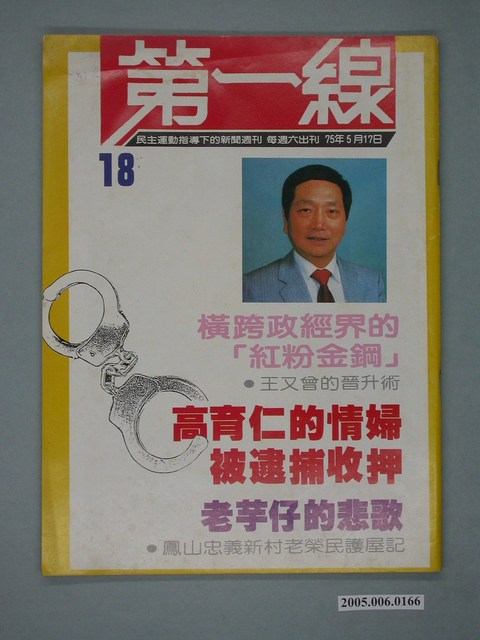 第一線
民主運動指導下的新聞週刊 每週六出刊 75年5月17日
18
橫跨政經界的
「紅粉金鋼」
●王又曾的晉升術
高育仁的情婦
被逮捕收押
老芋仔的悲歌
●鳳山忠義新村老榮民護屋記
2005.006.0166